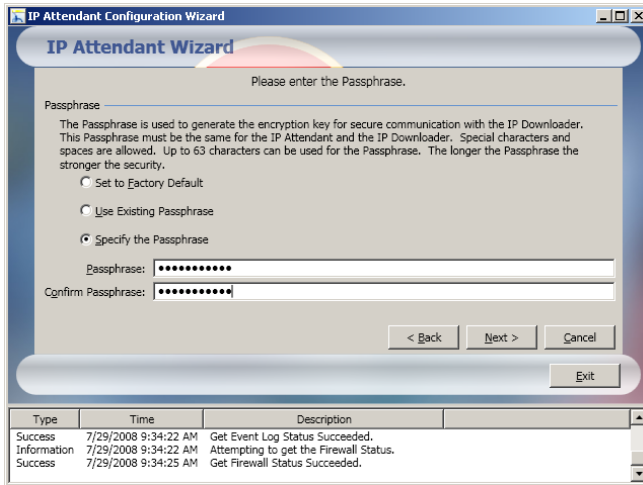 IP Attendant Configuration Wizard
IP Attendant Wizard
Please enter the Passphrase.
Passphrase
The Passphrase is used to generate the encryption key for secure communication with the IP Downloader.
This Passphrase must be the same for the IP Attendant and the IP Downloader. Special characters and
spaces are allowed. Up to 63 characters can be used for the Passphrase. The longer the Passphrase the
stronger the security.
Set to Factory Default
Use Existing Passphrase
Specify the Passphrase
Passphrase: ●●●●●●●●●●●
Confirm Passphrase: ●●●●●●●●●●●
< Back Next > Cancel
Exit
Type Time Description
Success 7/29/2008 9:34:22 AM Get Event Log Status Succeeded.
Information 7/29/2008 9:34:22 AM Attempting to get the Firewall Status.
Success 7/29/2008 9:34:25 AM Get Firewall Status Succeeded.